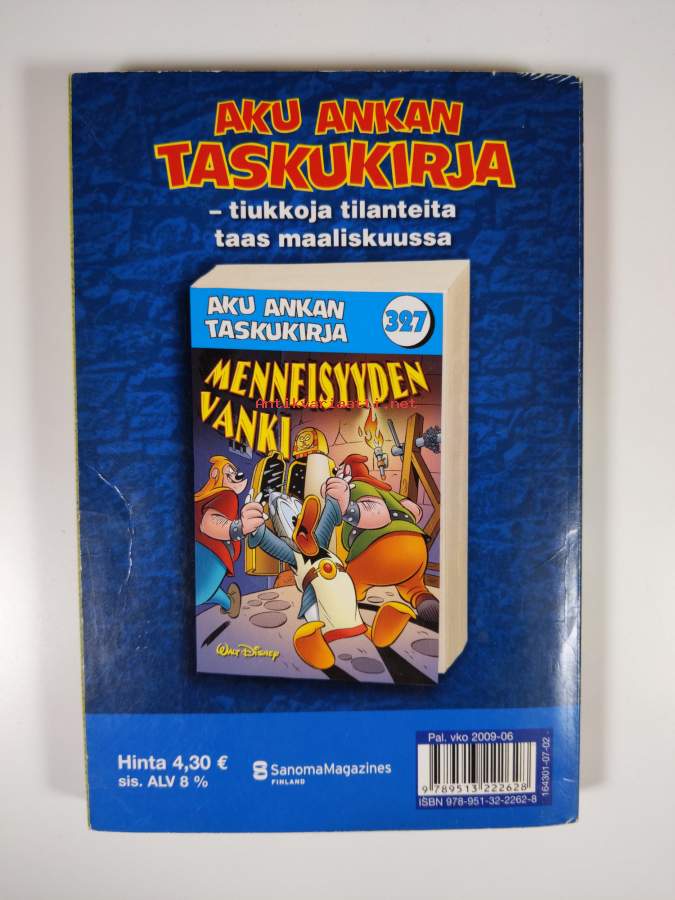 AKU ANKAN
TASKUKIRJA
– tiukkoja tilanteita
taas maaliskuussa
AKU ANKAN
TASKUKIRJA
327
MENNEISYYDEN
VANKI
Antikvariaatti.net
WALT DISNEY
Hinta 4,30 €
sis. ALV 8 %
SanomaMagazines
FINLAND
Pal. vko 2009-06
9 789513 222628
ISBN 978-951-32-2262-8
164301-07-02